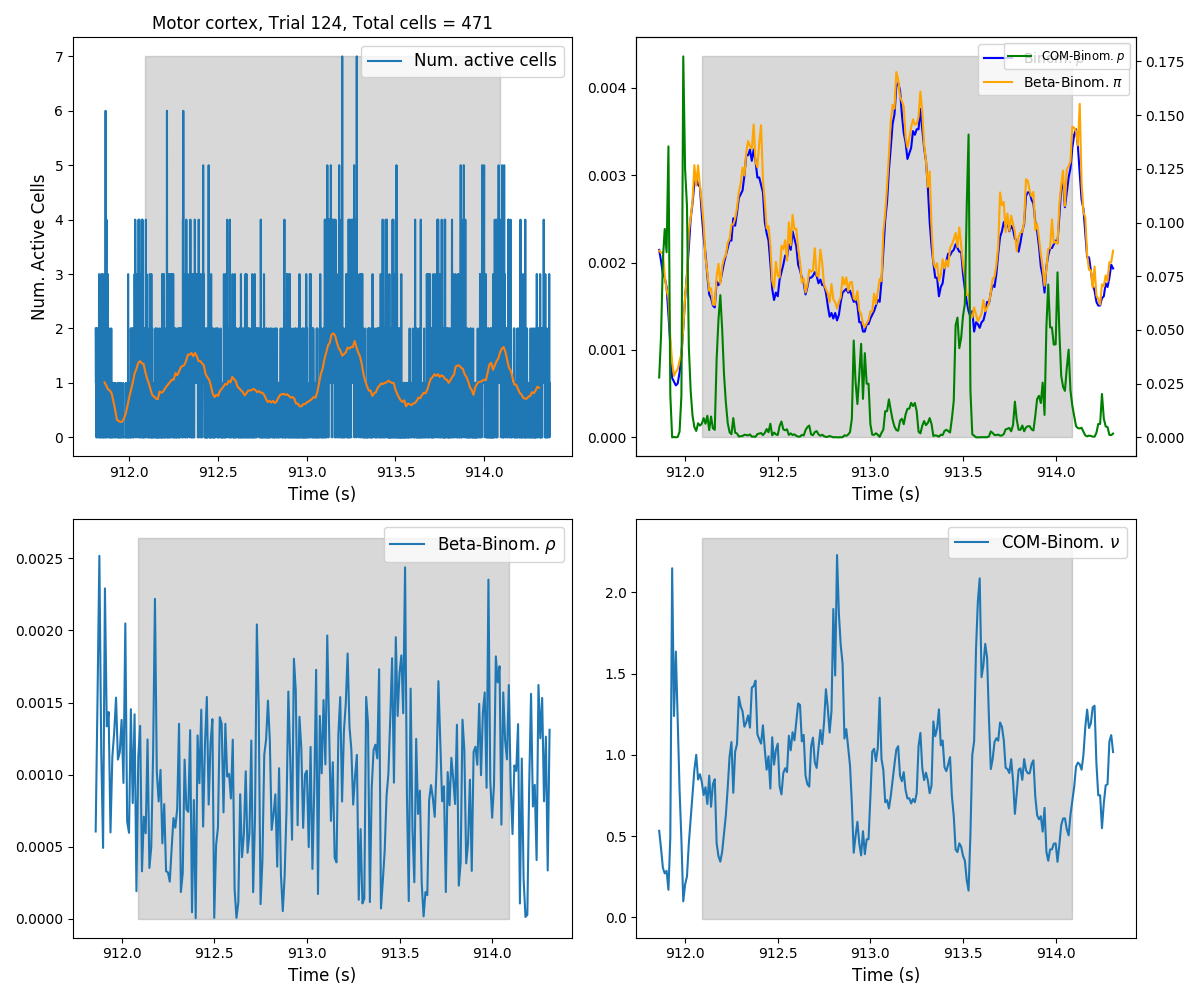 Motor cortex, Trial 124, Total cells = 471
Num. active cells
Num. Active Cells
7
6
5
4
3
2
1
0
912.0 912.5 913.0 913.5 914.0
Time (s)
COM-Binom. p
Binom. p
Beta-Binom. π
0.004
0.003
0.002
0.001
0.000
0.175
0.150
0.125
0.100
0.075
0.050
0.025
0.000
912.0 912.5 913.0 913.5 914.0
Time (s)
Beta-Binom. ρ
0.0025
0.0020
0.0015
0.0010
0.0005
0.0000
912.0 912.5 913.0 913.5 914.0
Time (s)
COM-Binom. ν
2.0
1.5
1.0
0.5
0.0
912.0 912.5 913.0 913.5 914.0
Time (s)